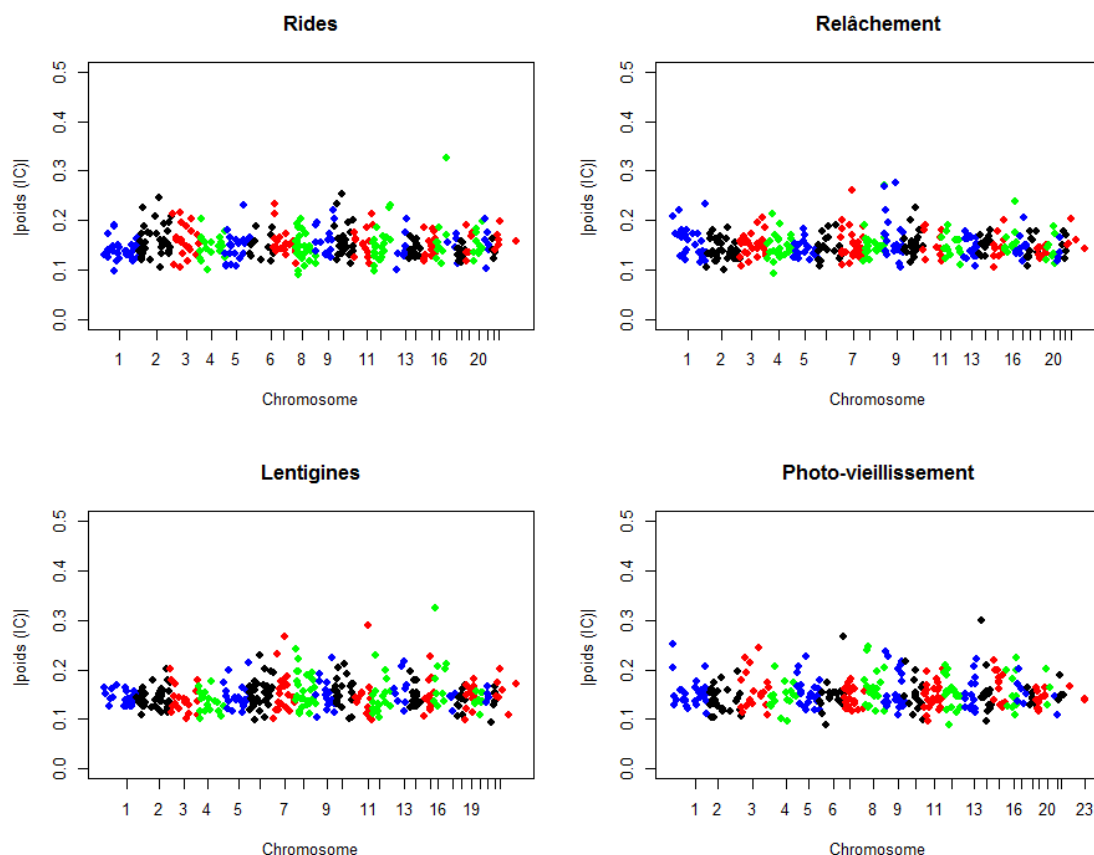 Rides
|poids (IC)|
0.0 0.1 0.2 0.3 0.4 0.5
1 2 3 4 5 6 8 9 11 13 16 20
Chromosome
Relâchement
|poids (IC)|
0.0 0.1 0.2 0.3 0.4 0.5
1 2 3 4 5 7 9 11 13 16 20
Chromosome
Lentigines
|poids (IC)|
0.0 0.1 0.2 0.3 0.4 0.5
1 2 3 4 5 7 9 11 13 16 19
Chromosome
Photo-vieillissement
|poids (IC)|
0.0 0.1 0.2 0.3 0.4 0.5
1 2 4 5 6 8 9 11 13 16 20 23
Chromosome